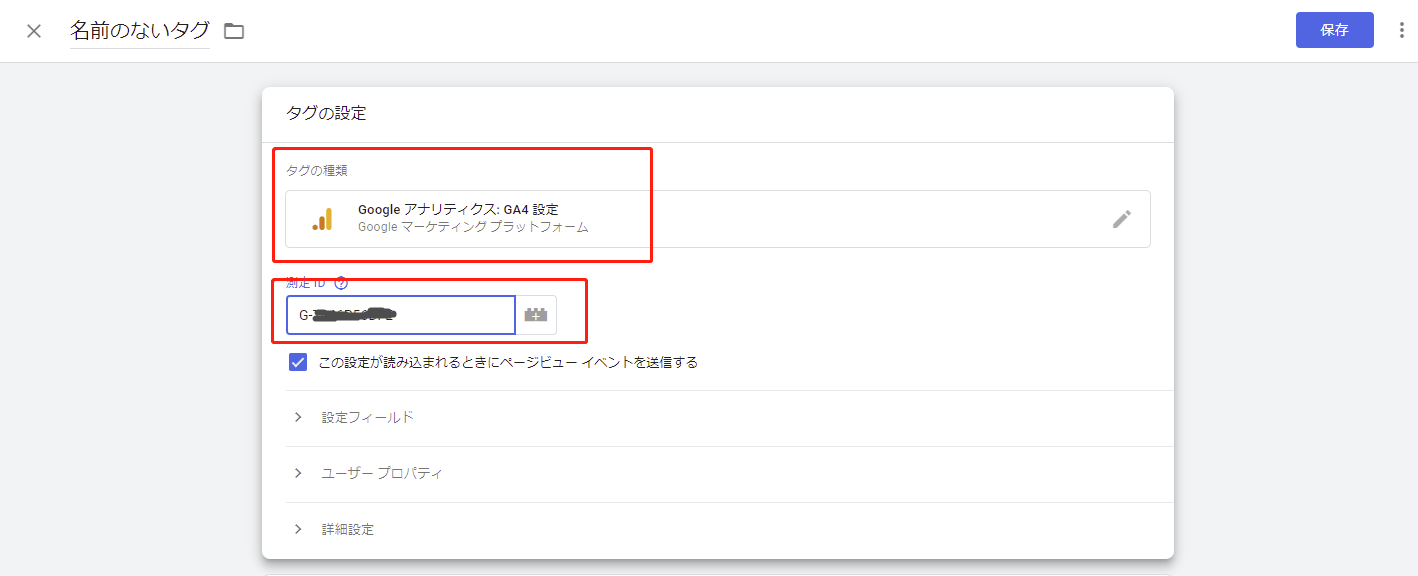 名前のないタグ
保存
タグの設定
タグの種類
Google アナリティクス: GA4 設定
Google マーケティング プラットフォーム
測定 ID
G-
この設定が読み込まれるときにページビュー イベントを送信する
設定フィールド
ユーザー プロパティ
詳細設定